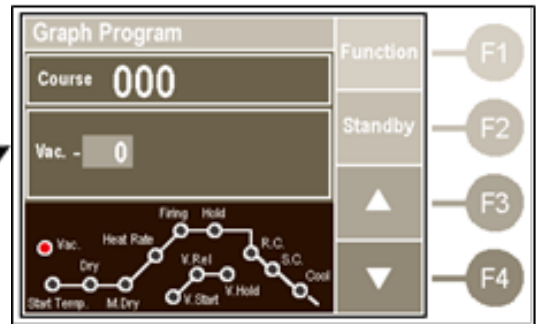 Graph Program
Function
F1
Course 000
Standby
F2
Vac. - 0
F3
Firing Hold
Vac. Heat Rate R.C.
Dry V.Rel S.C.
Cool
Start Temp. M.Dry V.Start V.Hold
F4